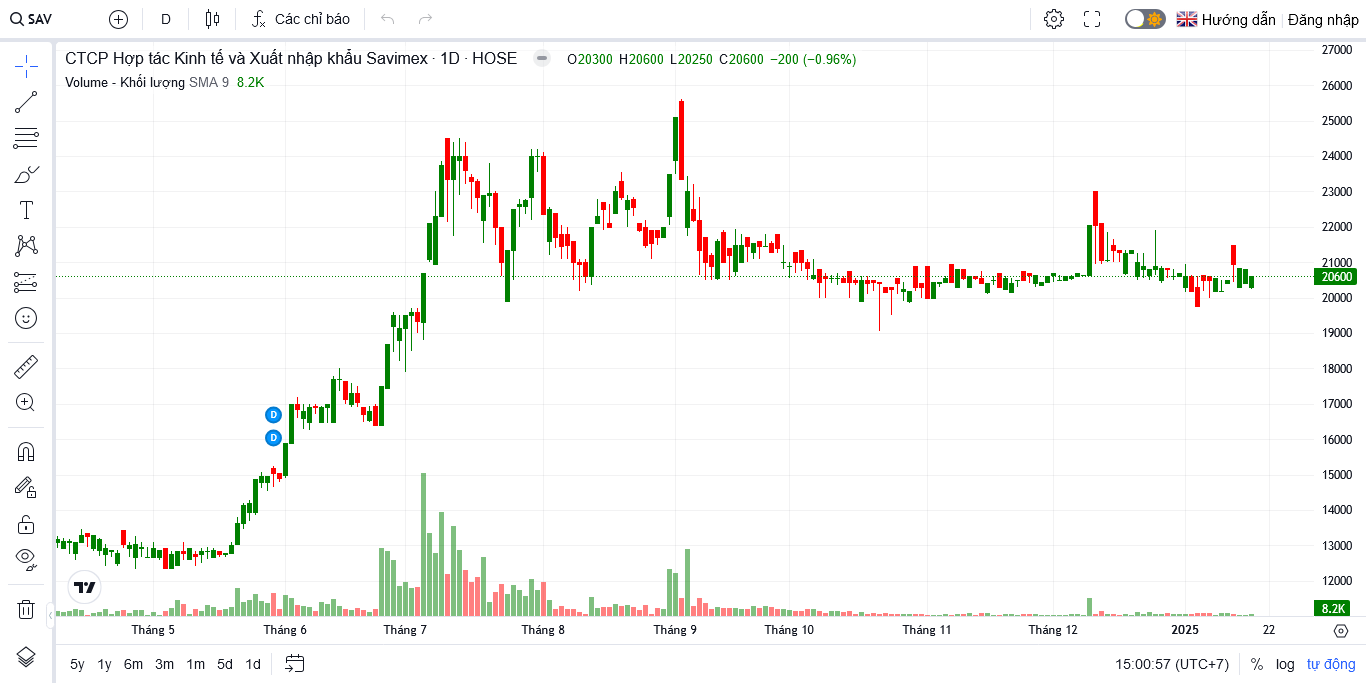 SAV D Các chỉ báo Hướng dẫn Đăng nhập
CTCP Hợp tác Kinh tế và Xuất nhập khẩu Savimex · 1D · HOSE O20300 H20600 L20250 C20600 −200 (−0.96%)
Volume - Khối lượng SMA 9 8.2K
27000
26000
25000
24000
23000
22000
21000
20600
20000
19000
18000
17000
16000
15000
14000
13000
12000
8.2K
D
D
Tháng 5 Tháng 6 Tháng 7 Tháng 8 Tháng 9 Tháng 10 Tháng 11 Tháng 12 2025 22
5y 1y 6m 3m 1m 5d 1d 15:00:57 (UTC+7) % log tự động